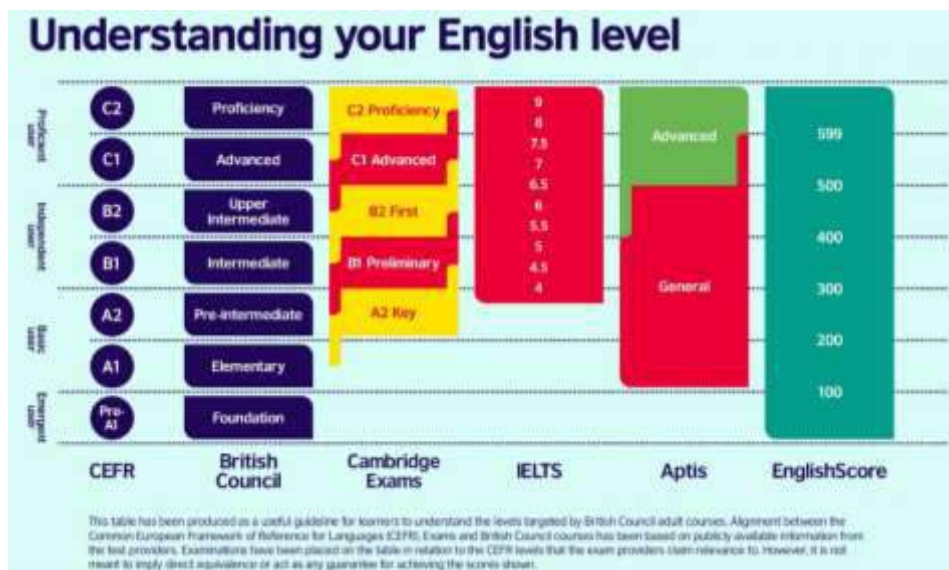 Understanding your English level
Proficient user
C2
Proficiency
C2 Proficiency
9
8
Advanced
599
C1
Advanced
C1 Advanced
7.5
7
6.5
500
Independent user
B2
Upper Intermediate
B2 First
6
5.5
General
400
B1
Intermediate
B1 Preliminary
5
4.5
4
300
Basic user
A2
Pre-intermediate
A2 Key
200
A1
Elementary
100
Emergent user
Pre-A1
Foundation
CEFR
British Council
Cambridge Exams
IELTS
Aptis
EnglishScore
This table has been produced as a useful guideline for learners to understand the levels targeted by British Council adult courses. Alignment between the
Common European Framework of Reference for Languages (CEFR), Exams and British Council courses has been based on publicly available information from
the test providers. Examinations have been placed on the table in relation to the CEFR levels that the exam providers claim relevance to. However, it is not
meant to imply direct equivalence or act as any guarantee for achieving the scores shown.